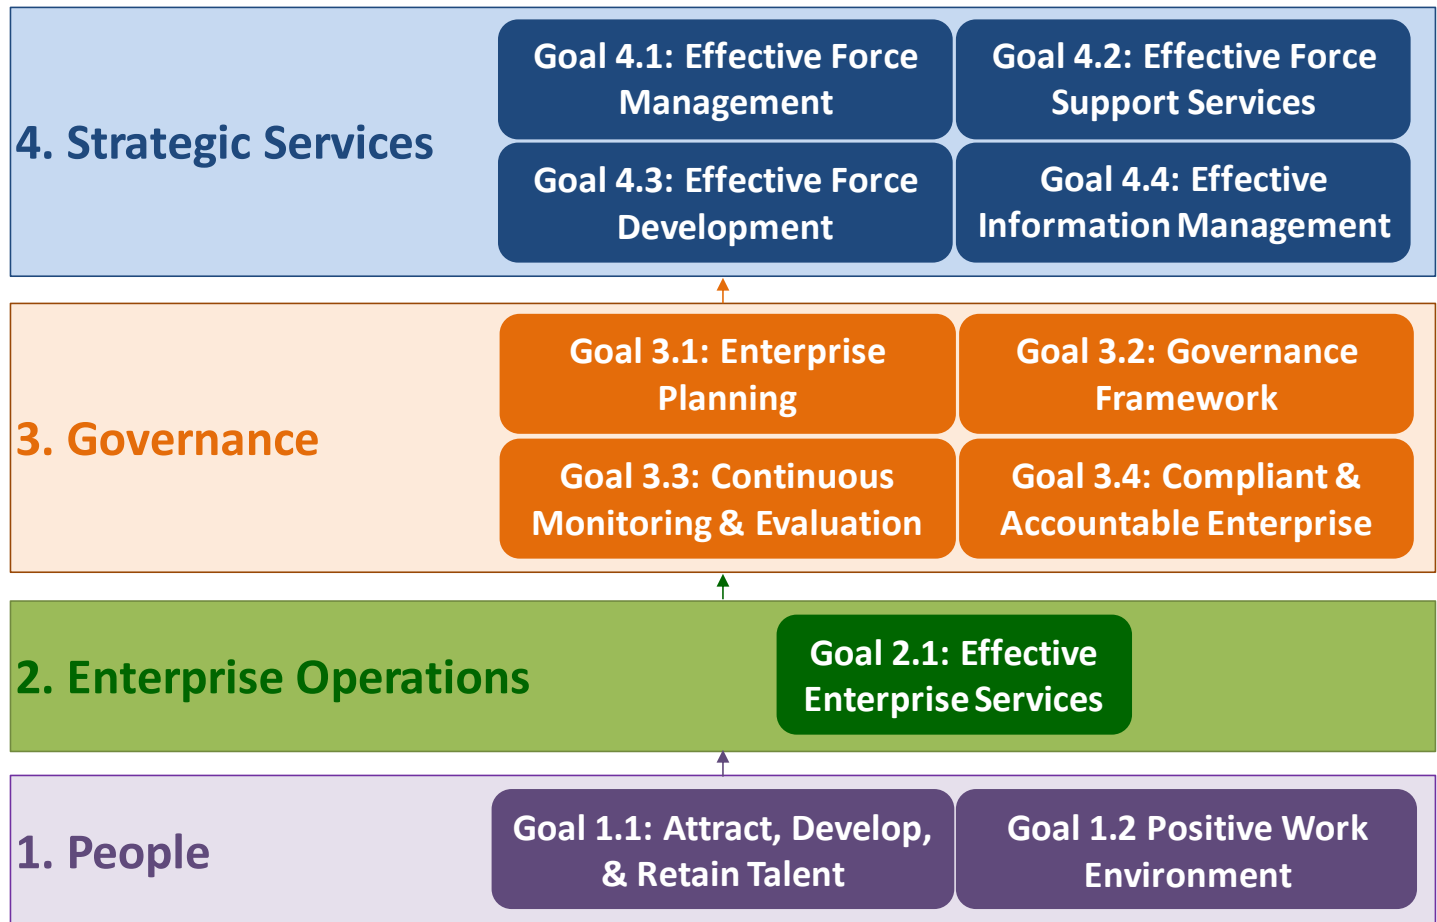 4. Strategic Services
Goal 4.1: Effective Force
Management
Goal 4.2: Effective Force
Support Services
Goal 4.3: Effective Force
Development
Goal 4.4: Effective
Information Management
3. Governance
Goal 3.1: Enterprise
Planning
Goal 3.2: Governance
Framework
Goal 3.3: Continuous
Monitoring & Evaluation
Goal 3.4: Compliant &
Accountable Enterprise
2. Enterprise Operations
Goal 2.1: Effective
Enterprise Services
1. People
Goal 1.1: Attract, Develop,
& Retain Talent
Goal 1.2 Positive Work
Environment